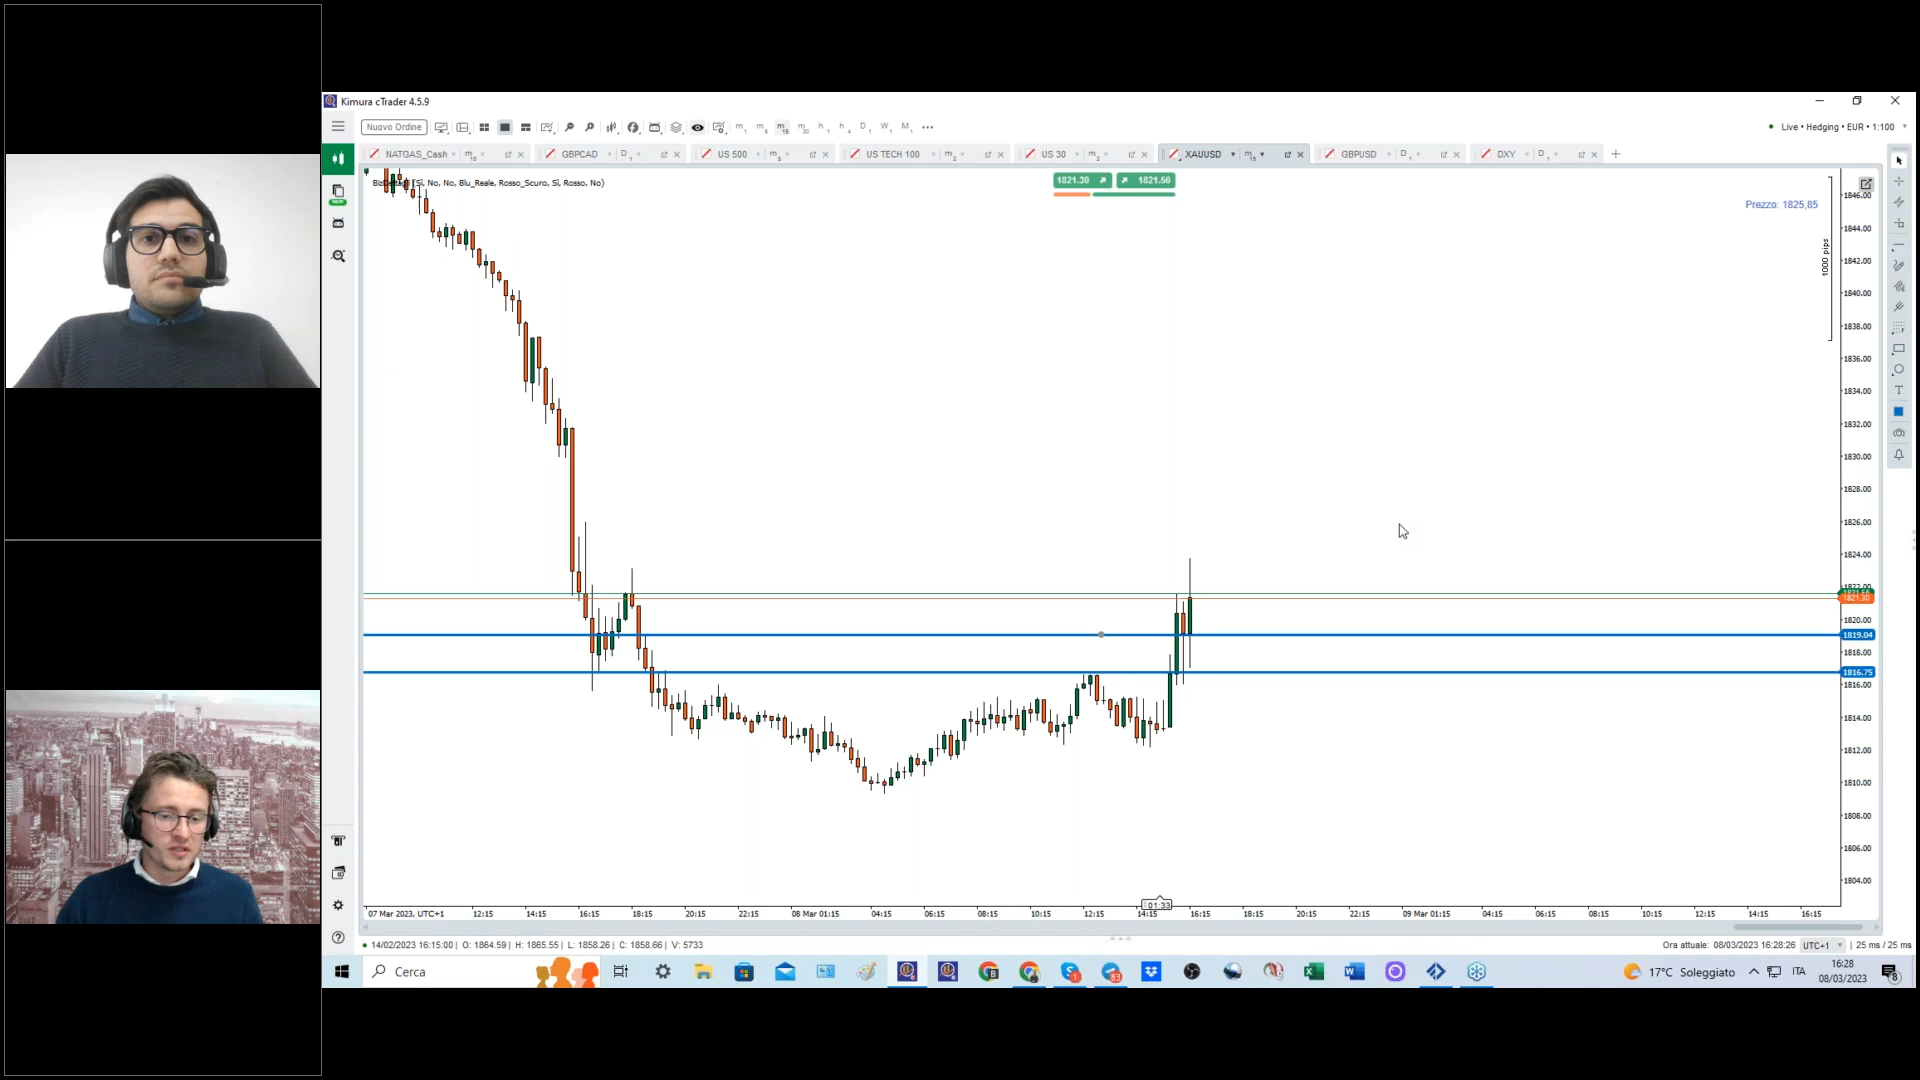 Kimura cTrader 4.5.9
Nuovo Ordine
Live • Hedging • EUR • 1:100
NATGAS_Cash
GBPCAD
US 500
US TECH 100
US 30
XAUUSD
GBPUSD
DXY
(Si, No, No, Blu_Reale, Rosso_Scuro, Si, Rosso, No)
1821.30
1821.56
Prezzo: 1825,85
1000 pips
1846.00
1844.00
1842.00
1840.00
1838.00
1836.00
1834.00
1832.00
1830.00
1828.00
1826.00
1824.00
1822.00
1821.30
1820.00
1819.04
1818.00
1816.75
1816.00
1814.00
1812.00
1810.00
1808.00
1806.00
1804.00
01:33
07 Mar 2023, UTC+1 12:15 14:15 16:15 18:15 20:15 22:15 08 Mar 01:15 04:15 06:15 08:15 10:15 12:15 14:15 16:15 18:15 20:15 22:15 09 Mar 01:15 04:15 06:15 08:15 10:15 12:15 14:15 16:15
14/02/2023 16:15:00 | O: 1864.59 | H: 1865.55 | L: 1858.26 | C: 1858.66 | V: 5733
Ora attuale: 08/03/2023 16:28:26 UTC+1 | 25 ms / 25 ms
Cerca
17°C Soleggiato
ITA
16:28
08/03/2023